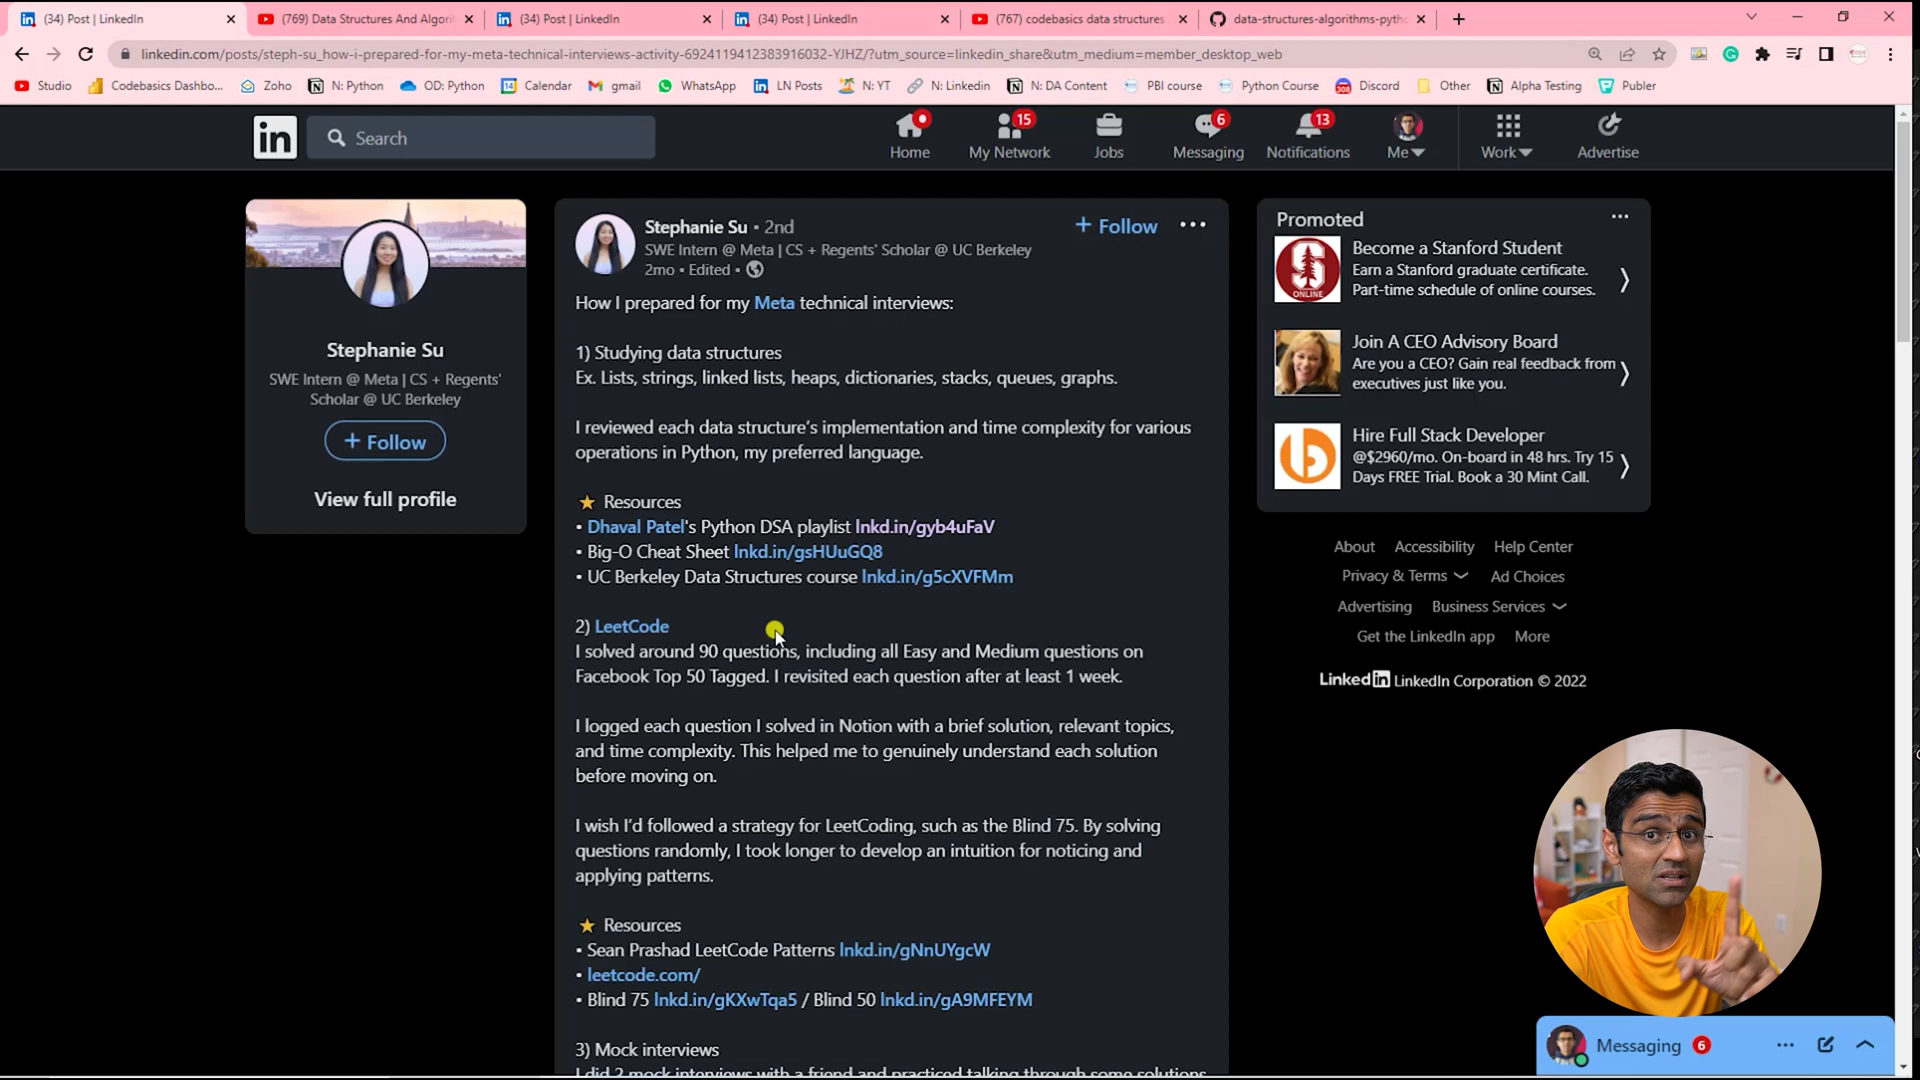 (34) Post | LinkedIn
(769) Data Structures And Algorit
(34) Post | LinkedIn
(34) Post | LinkedIn
(767) codebasics data structures
data-structures-algorithms-pytho
linkedin.com/posts/steph-su_how-i-prepared-for-my-meta-technical-interviews-activity-6924119412383916032-YJHZ/?utm_source=linkedin_share&utm_medium=member_desktop_web
Studio
Codebasics Dashbo...
Zoho
N: Python
OD: Python
Calendar
gmail
WhatsApp
LN Posts
N: YT
N: Linkedin
N: DA Content
PBI course
Python Course
Discord
Other
Alpha Testing
Publer
in
Search
Home
15
My Network
Jobs
6
Messaging
13
Notifications
Me
Work
Advertise
Stephanie Su
SWE Intern @ Meta | CS + Regents'
Scholar @ UC Berkeley
+ Follow
View full profile
Stephanie Su • 2nd
+ Follow
SWE Intern @ Meta | CS + Regents' Scholar @ UC Berkeley
2mo • Edited •
How I prepared for my Meta technical interviews:
1) Studying data structures
Ex. Lists, strings, linked lists, heaps, dictionaries, stacks, queues, graphs.
I reviewed each data structure's implementation and time complexity for various
operations in Python, my preferred language.
Resources
• Dhaval Patel's Python DSA playlist lnkd.in/gyb4uFaV
• Big-O Cheat Sheet lnkd.in/gsHUuGQ8
• UC Berkeley Data Structures course lnkd.in/g5cXVFMm
2) LeetCode
I solved around 90 questions, including all Easy and Medium questions on
Facebook Top 50 Tagged. I revisited each question after at least 1 week.
I logged each question I solved in Notion with a brief solution, relevant topics,
and time complexity. This helped me to genuinely understand each solution
before moving on.
I wish I'd followed a strategy for LeetCoding, such as the Blind 75. By solving
questions randomly, I took longer to develop an intuition for noticing and
applying patterns.
Resources
• Sean Prashad LeetCode Patterns lnkd.in/gNnUYgcW
• leetcode.com/
• Blind 75 lnkd.in/gKXwTqa5 / Blind 50 lnkd.in/gA9MFEYM
3) Mock interviews
I did 2 mock interviews with a friend and practiced talking through some solutions
Promoted
Become a Stanford Student
Earn a Stanford graduate certificate.
Part-time schedule of online courses.
ONLINE
Join A CEO Advisory Board
Are you a CEO? Gain real feedback from
executives just like you.
Hire Full Stack Developer
@$2960/mo. On-board in 48 hrs. Try 15
Days FREE Trial. Book a 30 Mint Call.
About Accessibility Help Center
Privacy & Terms Ad Choices
Advertising Business Services
Get the LinkedIn app More
LinkedIn LinkedIn Corporation © 2022
Messaging 6